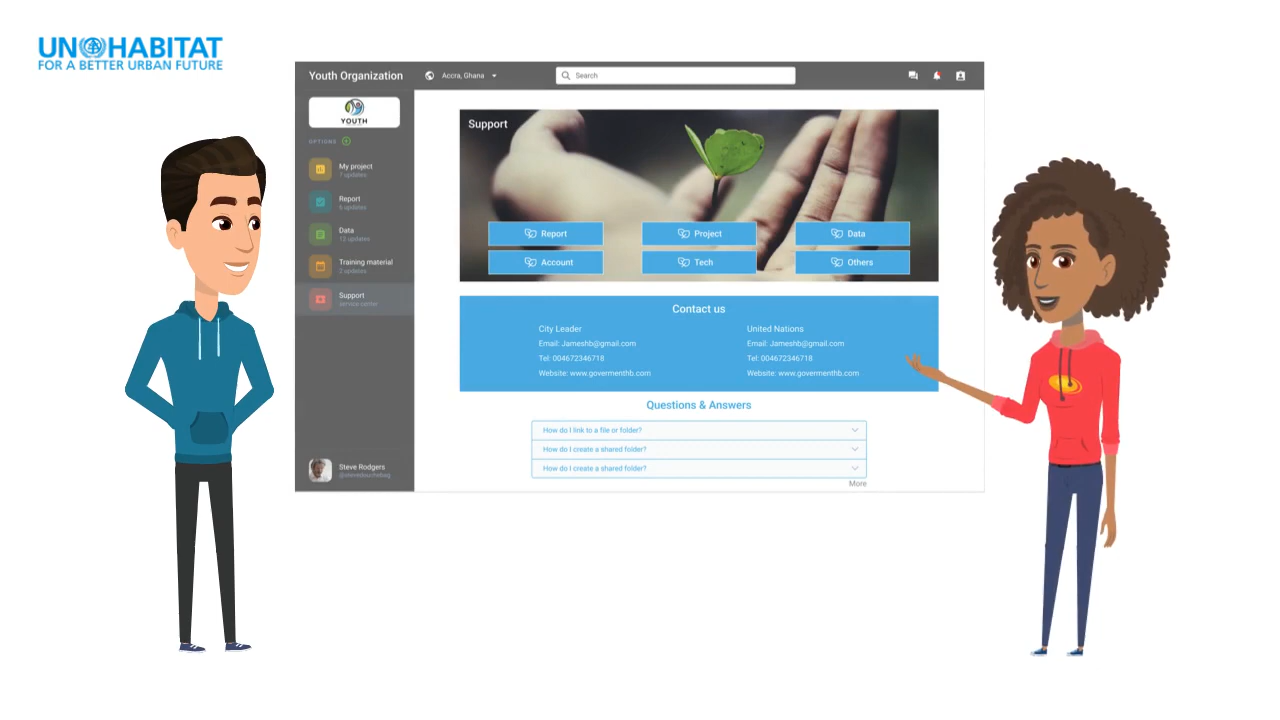 UN HABITAT
FOR A BETTER URBAN FUTURE
Youth Organization
Accra, Ghana
Search
YOUTH
OPTIONS
My project
7 updates
Report
6 updates
Data
13 updates
Training material
2 updates
Support
service center
Steve Rodgers
Support
Report
Project
Data
Account
Tech
Others
Contact us
City Leader
Email: Jameshb@gmail.com
Tel: 004672346718
Website: www.govermenthb.com
United Nations
Email: Jameshb@gmail.com
Tel: 004672346718
Website: www.govermenthb.com
Questions & Answers
How do I link to a file or folder?
How do I create a shared folder?
How do I create a shared folder?
More